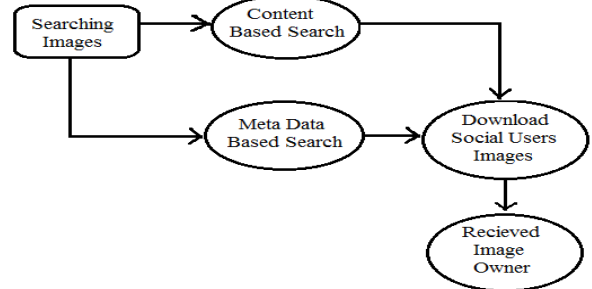 Searching
Images
Content
Based Search
Meta Data
Based Search
Download
Social Users
Images
Recieved
Image
Owner